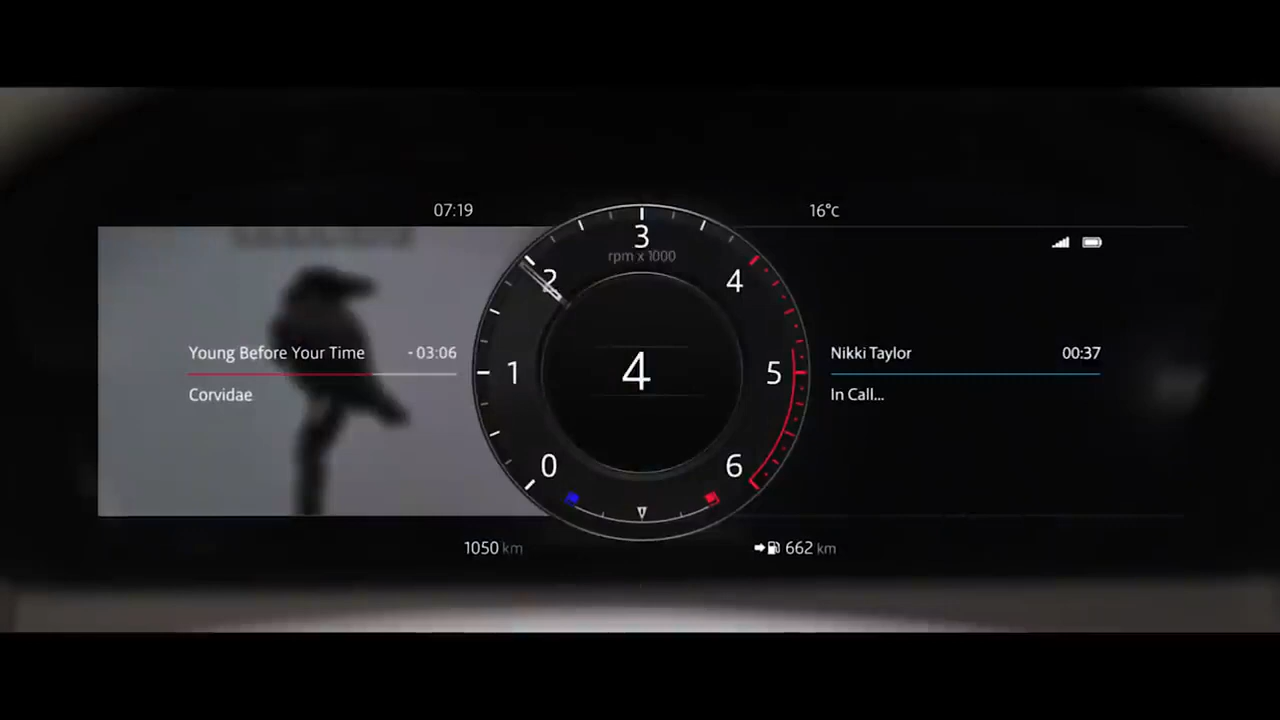 07:19
16°c
3
rpm x 1000
2
4
Young Before Your Time
- 03:06
1
4
5
Nikki Taylor
00:37
Corvidae
In Call...
0
6
1050 km
662 km